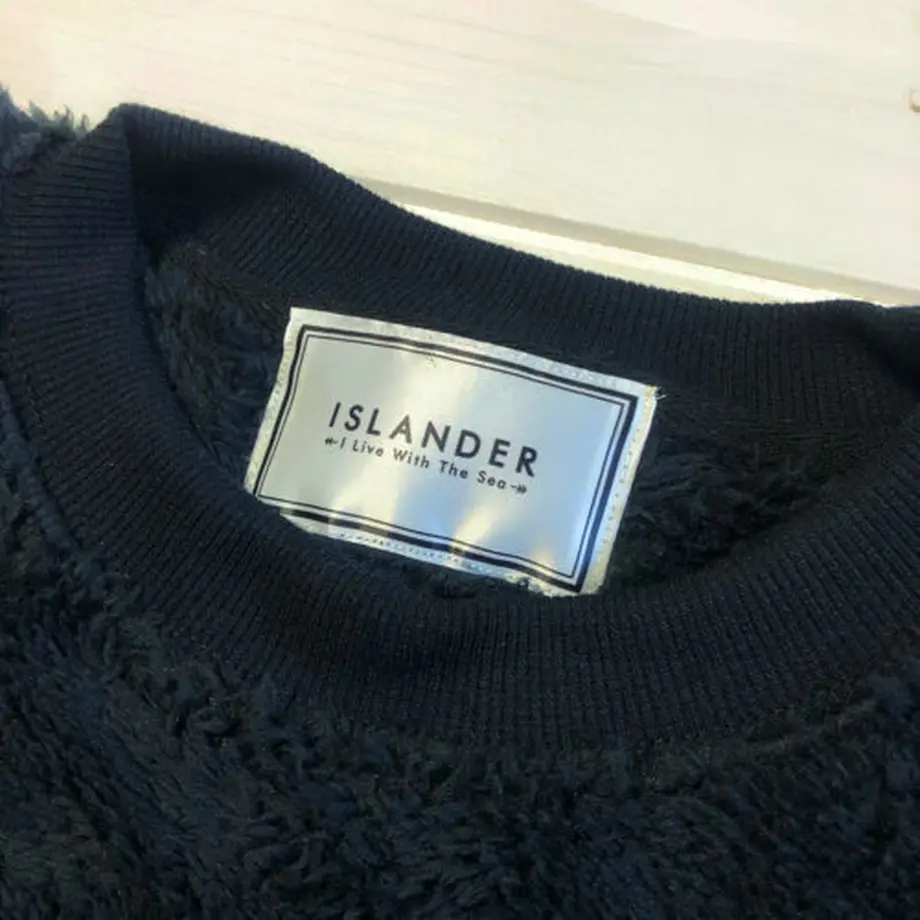 ISLANDER
↞I Live With The Sea↠